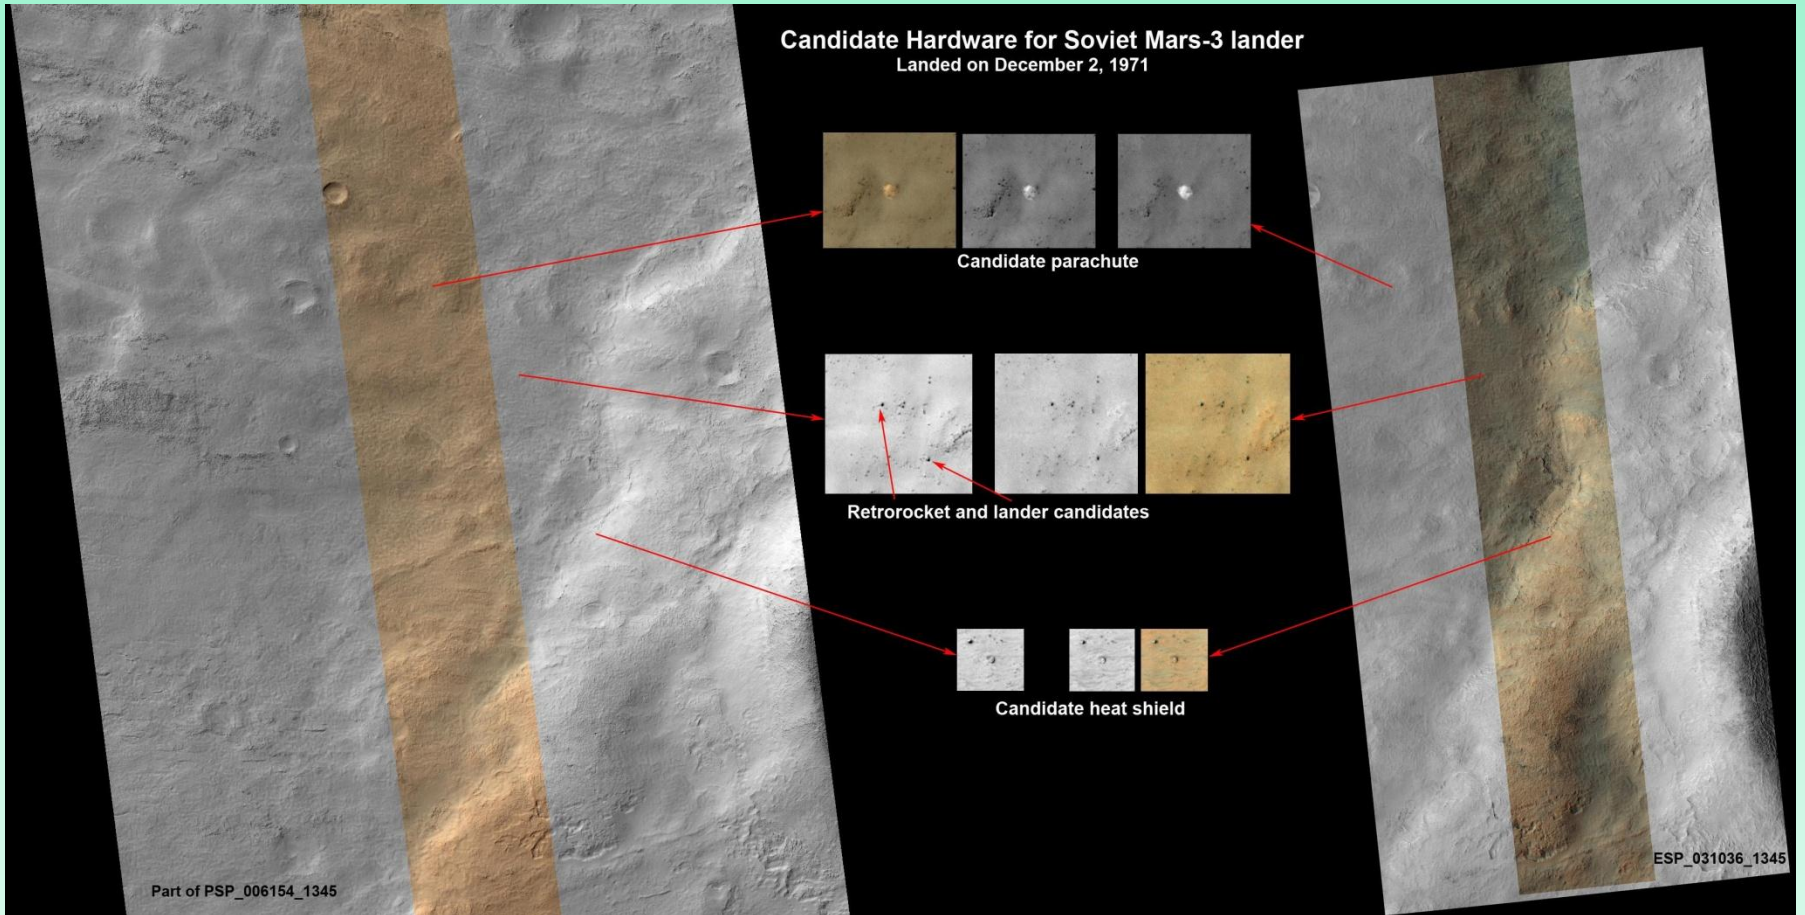 Candidate Hardware for Soviet Mars-3 lander
Landed on December 2, 1971
Candidate parachute
Retrorocket and lander candidates
Candidate heat shield
Part of PSP_006154_1345
ESP_031036_1345